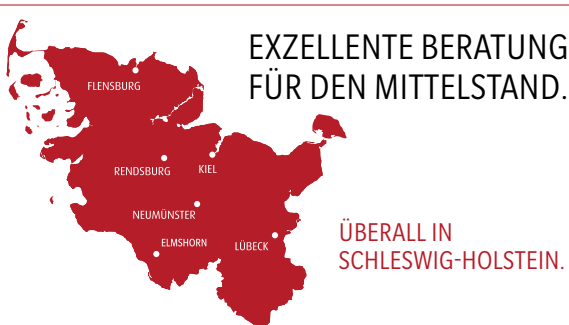 EXZELLENTE BERATUNG
FÜR DEN MITTELSTAND.
FLENSBURG
RENDSBURG
KIEL
NEUMÜNSTER
ELMSHORN
LÜBECK
ÜBERALL IN
SCHLESWIG-HOLSTEIN.